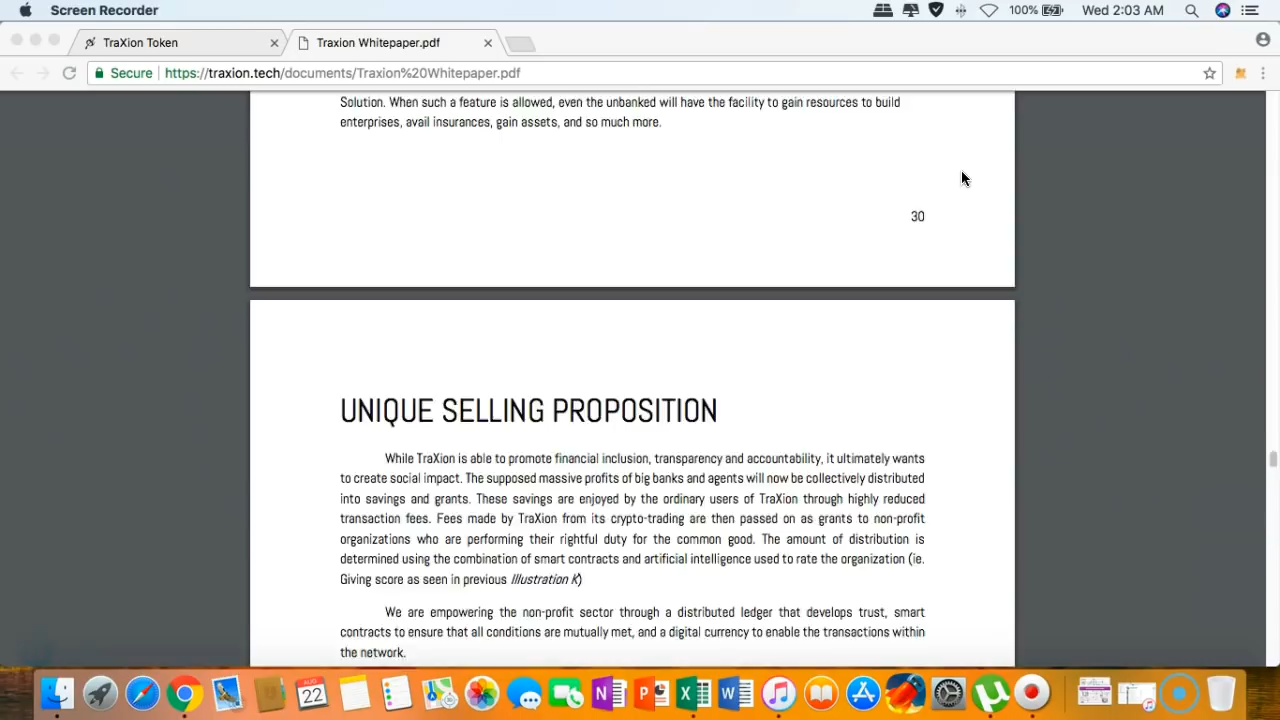 Screen Recorder
100%
Wed 2:03 AM
TraXion Token
Traxion Whitepaper.pdf
Secure
https://traxion.tech/documents/Traxion%20Whitepaper.pdf
Solution. When such a feature is allowed, even the unbanked will have the facility to gain resources to build
enterprises, avail insurances, gain assets, and so much more.
30
UNIQUE SELLING PROPOSITION
While TraXion is able to promote financial inclusion, transparency and accountability, it ultimately wants
to create social impact. The supposed massive profits of big banks and agents will now be collectively distributed
into savings and grants. These savings are enjoyed by the ordinary users of TraXion through highly reduced
transaction fees. Fees made by TraXion from its crypto-trading are then passed on as grants to non-profit
organizations who are performing their rightful duty for the common good. The amount of distribution is
determined using the combination of smart contracts and artificial intelligence used to rate the organization (ie.
Giving score as seen in previous Illustration K)
We are empowering the non-profit sector through a distributed ledger that develops trust, smart
contracts to ensure that all conditions are mutually met, and a digital currency to enable the transactions within
the network.
AUG
22
N
P
X
W